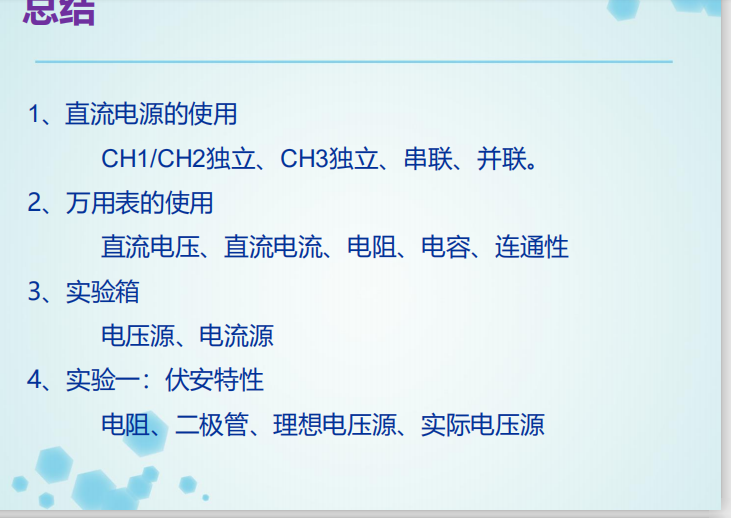 总结
1、直流电源的使用
CH1/CH2独立、CH3独立、串联、并联。
2、万用表的使用
直流电压、直流电流、电阻、电容、连通性
3、实验箱
电压源、电流源
4、实验一：伏安特性
电阻、二极管、理想电压源、实际电压源